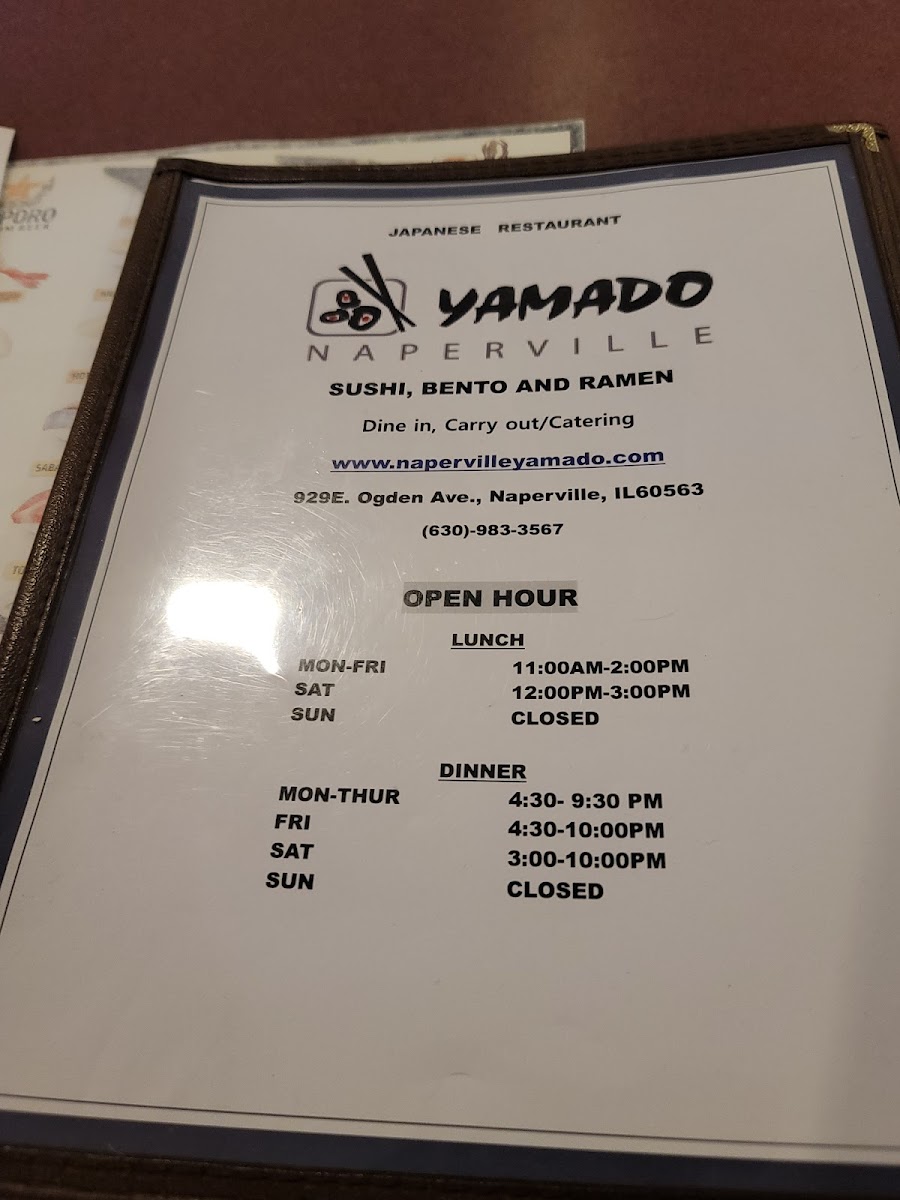 JAPANESE RESTAURANT
YAMADO
NAPERVILLE
SUSHI, BENTO AND RAMEN
Dine in, Carry out/Catering
www.napervilleyamado.com
929E. Ogden Ave., Naperville, IL60563
(630)-983-3567
OPEN HOUR
LUNCH
MON-FRI 11:00AM-2:00PM
SAT 12:00PM-3:00PM
SUN CLOSED
DINNER
MON-THUR 4:30- 9:30 PM
FRI 4:30-10:00PM
SAT 3:00-10:00PM
SUN CLOSED